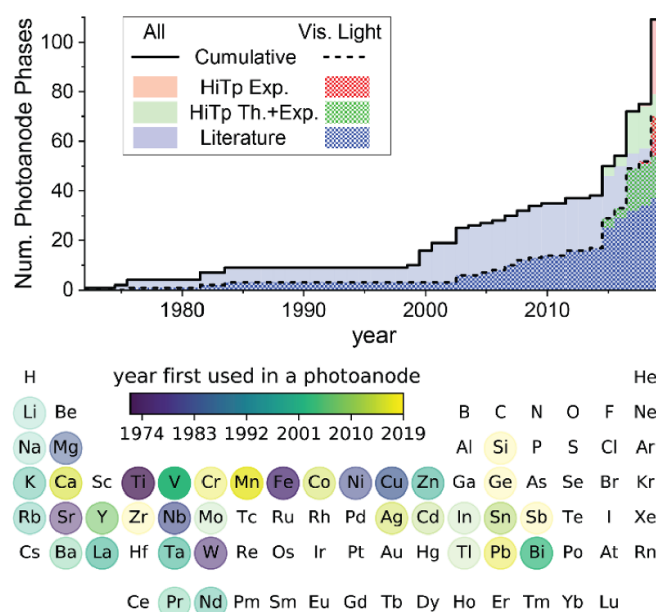 All Vis. Light
Cumulative
HiTp Exp.
HiTp Th.+Exp.
Literature
Num. Photoanode Phases
100
80
60
40
20
0
1980 1990 2000 2010
year
H He
year first used in a photoanode
1974 1983 1992 2001 2010 2019
Li Be B C N O F Ne
Na Mg Al Si P S Cl Ar
K Ca Sc Ti V Cr Mn Fe Co Ni Cu Zn Ga Ge As Se Br Kr
Rb Sr Y Zr Nb Mo Tc Ru Rh Pd Ag Cd In Sn Sb Te I Xe
Cs Ba La Hf Ta W Re Os Ir Pt Au Hg Tl Pb Bi Po At Rn
Ce Pr Nd Pm Sm Eu Gd Tb Dy Ho Er Tm Yb Lu